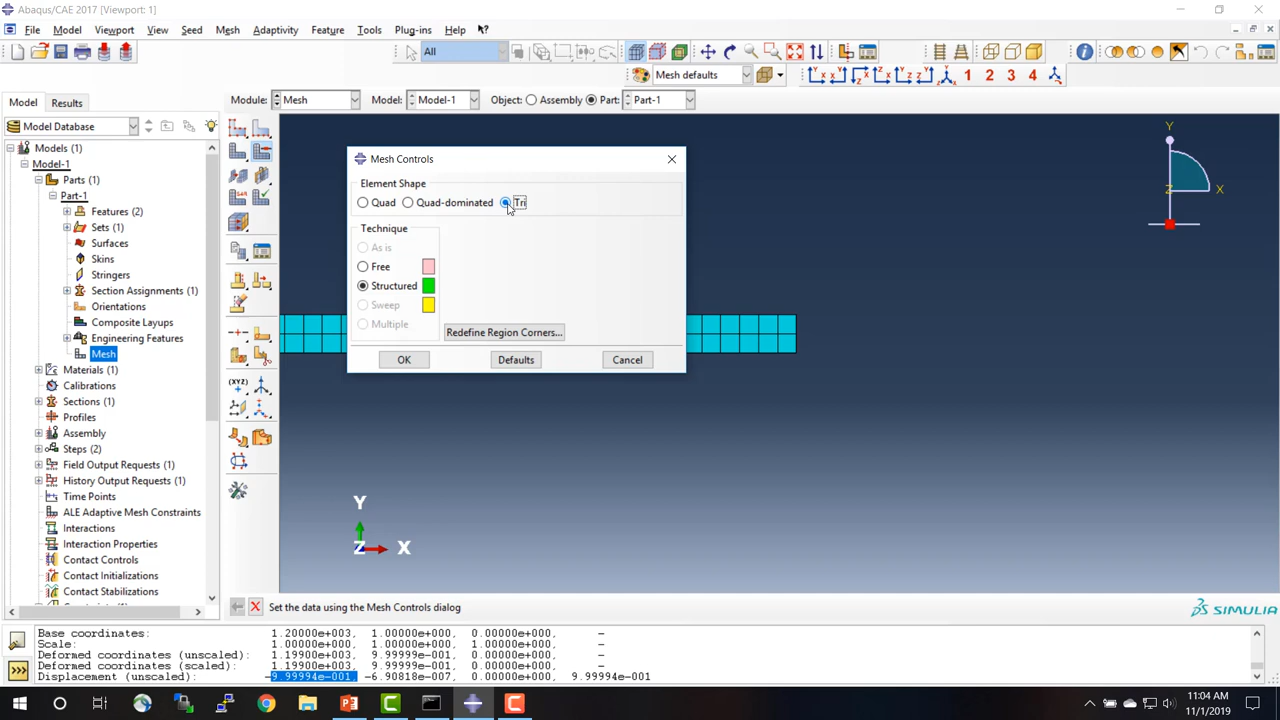 Abaqus/CAE 2017 [Viewport: 1]
File Model Viewport View Seed Mesh Adaptivity Feature Tools Plug-ins
All
Mesh defaults
1 2 3 4
Model Results
Module: Mesh Model: Model-1 Object: Assembly Part: Part-1
Model Database
Models (1)
Model-1
Parts (1)
Part-1
Features (2)
Sets (1)
Surfaces
Skins
Stringers
Section Assignments (1)
Orientations
Composite Layups
Engineering Features
Mesh
Materials (1)
Calibrations
Sections (1)
Profiles
Assembly
Steps (2)
Field Output Requests (1)
History Output Requests (1)
Time Points
ALE Adaptive Mesh Constraints
Interactions
Interaction Properties
Contact Controls
Contact Initializations
Contact Stabilizations
Mesh Controls
Element Shape
Quad Quad-dominated Tri
Technique
As is
Free
Structured
Sweep
Multiple
Redefine Region Corners...
OK Defaults Cancel
Y
Z X
Y
Z X
Set the data using the Mesh Controls dialog
SIMULIA
Base coordinates: 1.20000e+003, 1.00000e+000, 0.00000e+000, -
Scale: 1.00000e+000, 1.00000e+000, 1.00000e+000, -
Deformed coordinates (unscaled): 1.19900e+003, 9.99999e-001, 0.00000e+000, -
Deformed coordinates (scaled): 1.19900e+003, 9.99999e-001, 0.00000e+000, -
Displacement (unscaled): -9.99994e-001, -6.90818e-007, 0.00000e+000, 9.99994e-001
11:04 AM
11/1/2019